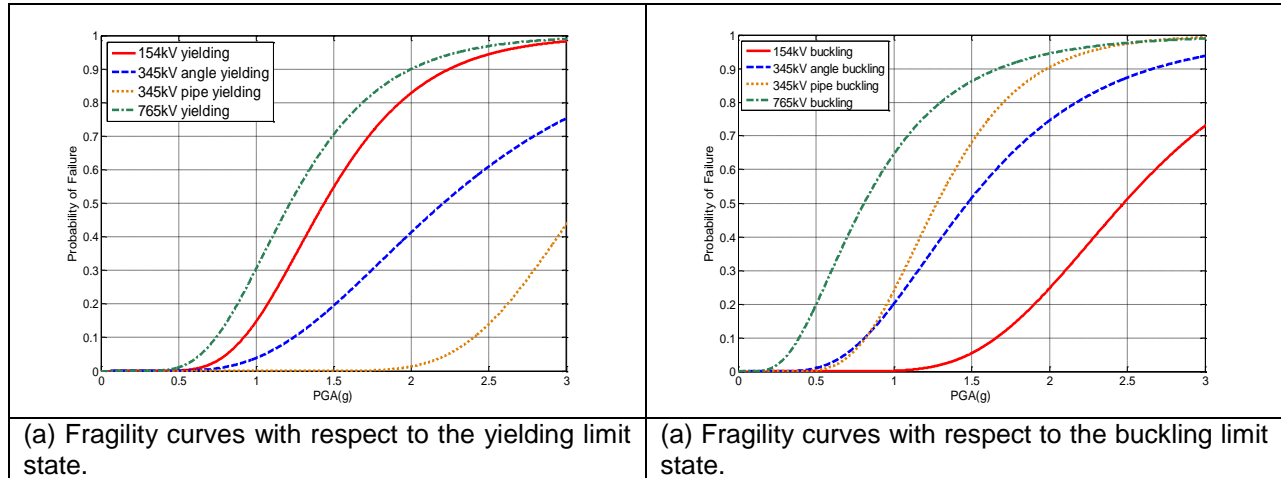 1
0.9
0.8
0.7
0.6
0.5
0.4
0.3
0.2
0.1
0
Probability of Failure
154kV yielding
345kV angle yielding
345kV pipe yielding
765kV yielding
0 0.5 1 1.5 2 2.5 3
PGA(g)
1
0.9
0.8
0.7
0.6
0.5
0.4
0.3
0.2
0.1
0
Probability of Failure
154kV buckling
345kV angle buckling
345kV pipe buckling
765kV buckling
0 0.5 1 1.5 2 2.5 3
PGA(g)
(a) Fragility curves with respect to the yielding limit
state.
(a) Fragility curves with respect to the buckling limit
state.